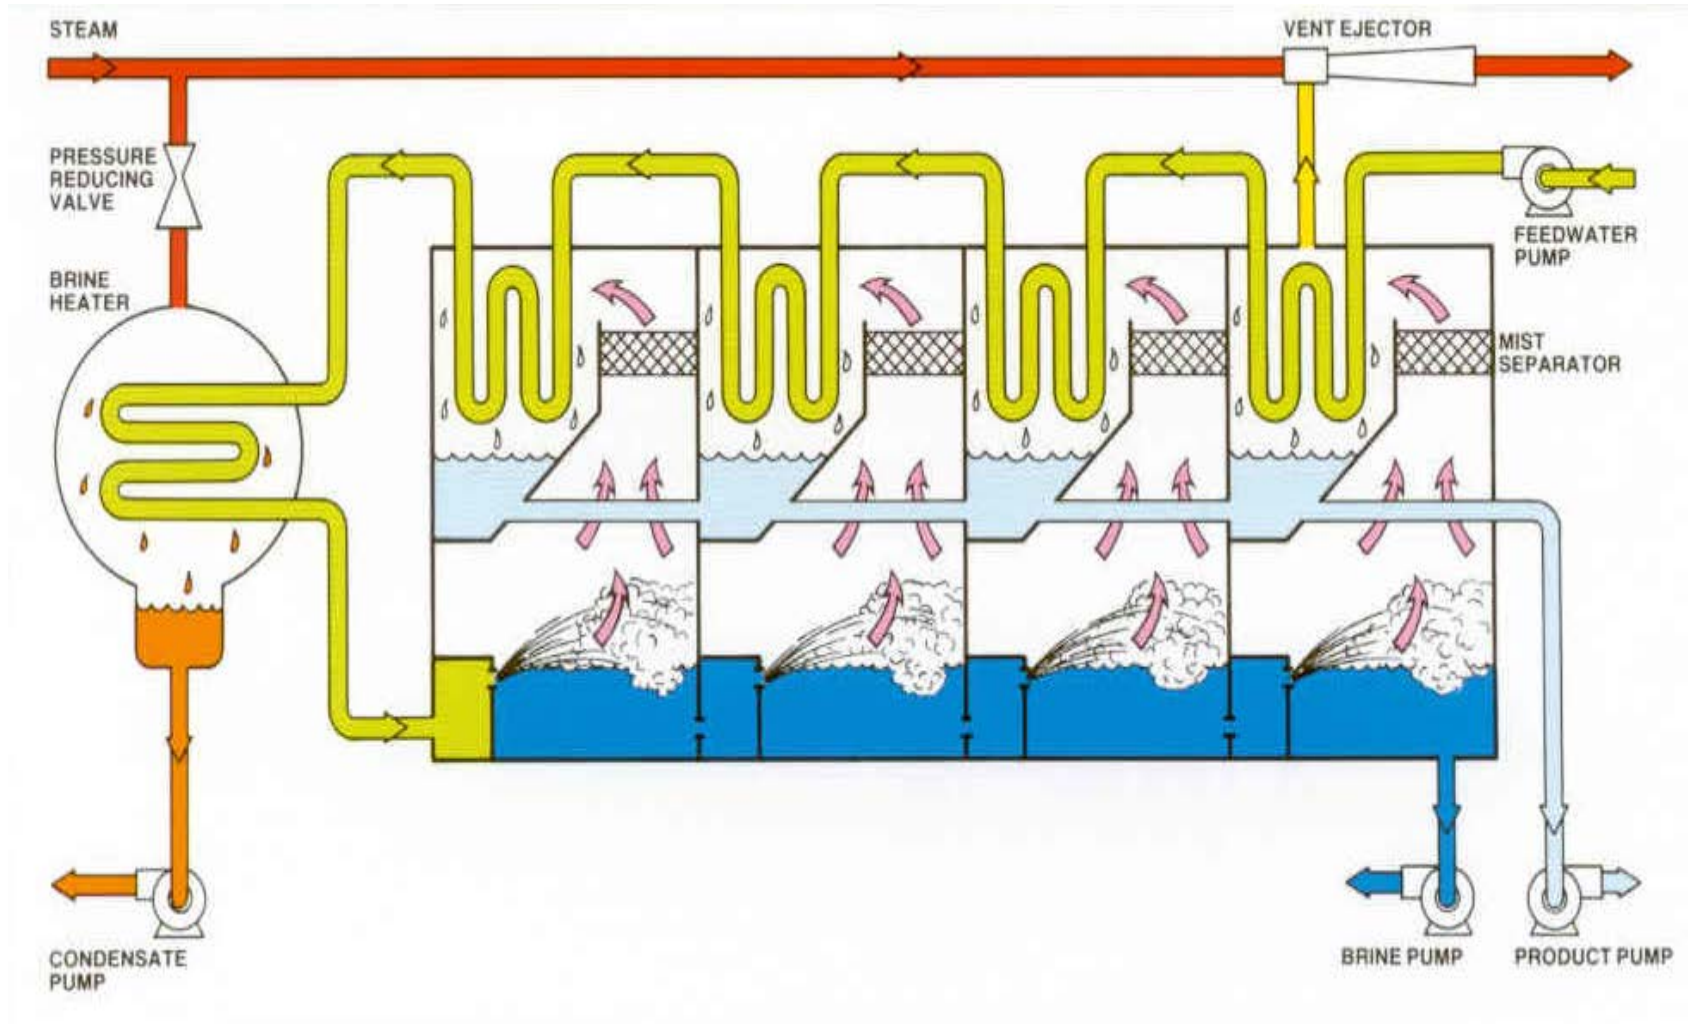 STEAM
VENT EJECTOR
PRESSURE
REDUCING
VALVE
FEEDWATER
PUMP
BRINE
HEATER
MIST
SEPARATOR
CONDENSATE
PUMP
BRINE PUMP
PRODUCT PUMP